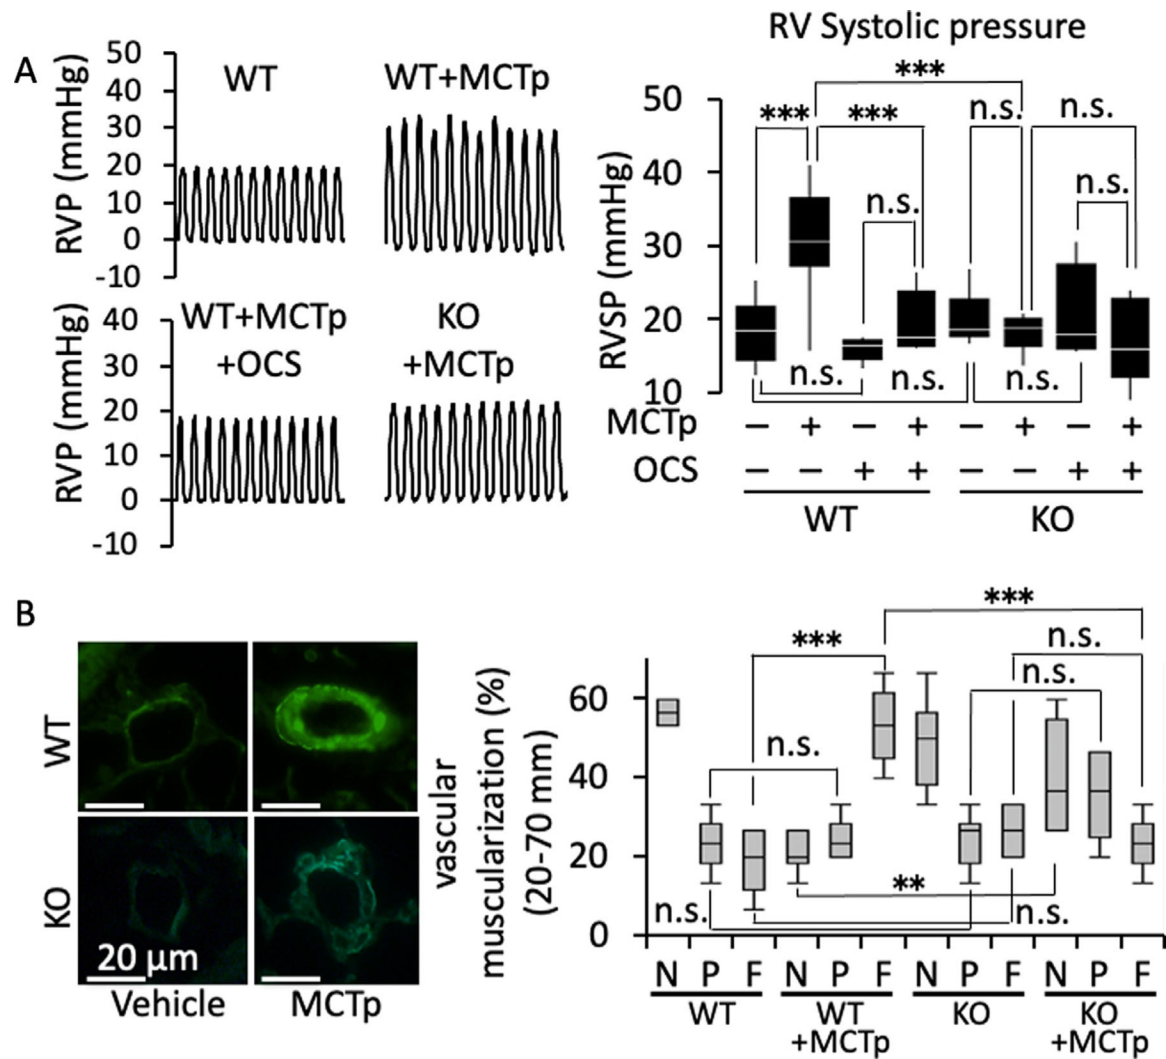 A
RVP (mmHg)
50
40
30
20
10
0
-10
WT
WT+MCTp
RVP (mmHg)
40
30
20
10
0
-10
WT+MCTp
+OCS
KO
+MCTp
RV Systolic pressure
RVSP (mmHg)
50
40
30
20
10
***
***
***
n.s.
n.s.
n.s.
n.s.
n.s.
n.s.
n.s.
MCTp − + − + − + − +
OCS − − + + − − + +
WT KO
B
WT
KO
20 μm
Vehicle MCTp
vascular
muscularization (%)
(20-70 mm)
60
40
20
0
***
***
n.s.
n.s.
n.s.
**
n.s.
n.s.
N P F N P F N P F N P F
WT WT KO KO
+MCTp +MCTp